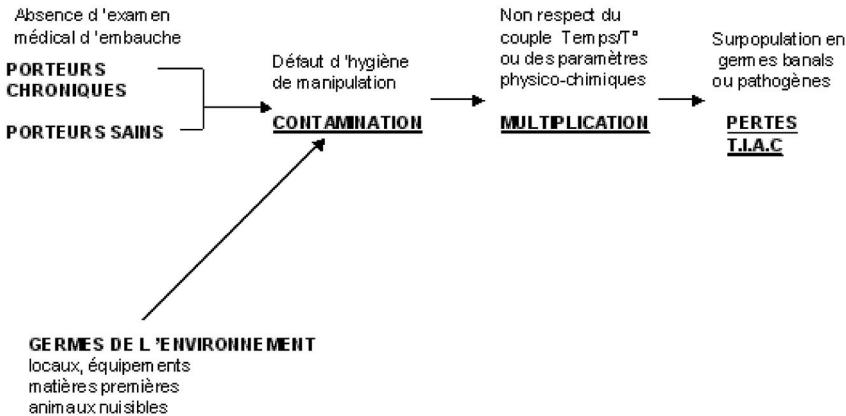 Absence d'examen
médical d'embauche
PORTEURS
CHRONIQUES
PORTEURS SAINS
Défaut d'hygiène
de manipulation
CONTAMINATION
Non respect du
couple Temps/T°
ou des paramètres
physico-chimiques
MULTIPLICATION
Surpopulation en
germes banals
ou pathogènes
PERTES
T.I.A.C
GERMES DE L'ENVIRONNEMENT
locaux, équipements
matières premières
animaux nuisibles